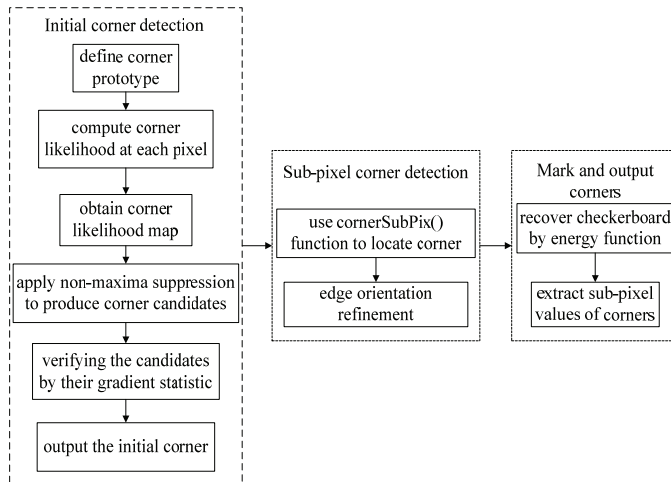 Initial corner detection
define corner
prototype
compute corner
likelihood at each pixel
obtain corner
likelihood map
apply non-maxima suppression
to produce corner candidates
verifying the candidates
by their gradient statistic
output the initial corner
Sub-pixel corner detection
use cornerSubPix()
function to locate corner
edge orientation
refinement
Mark and output
corners
recover checkerboard
by energy function
extract sub-pixel
values of corners